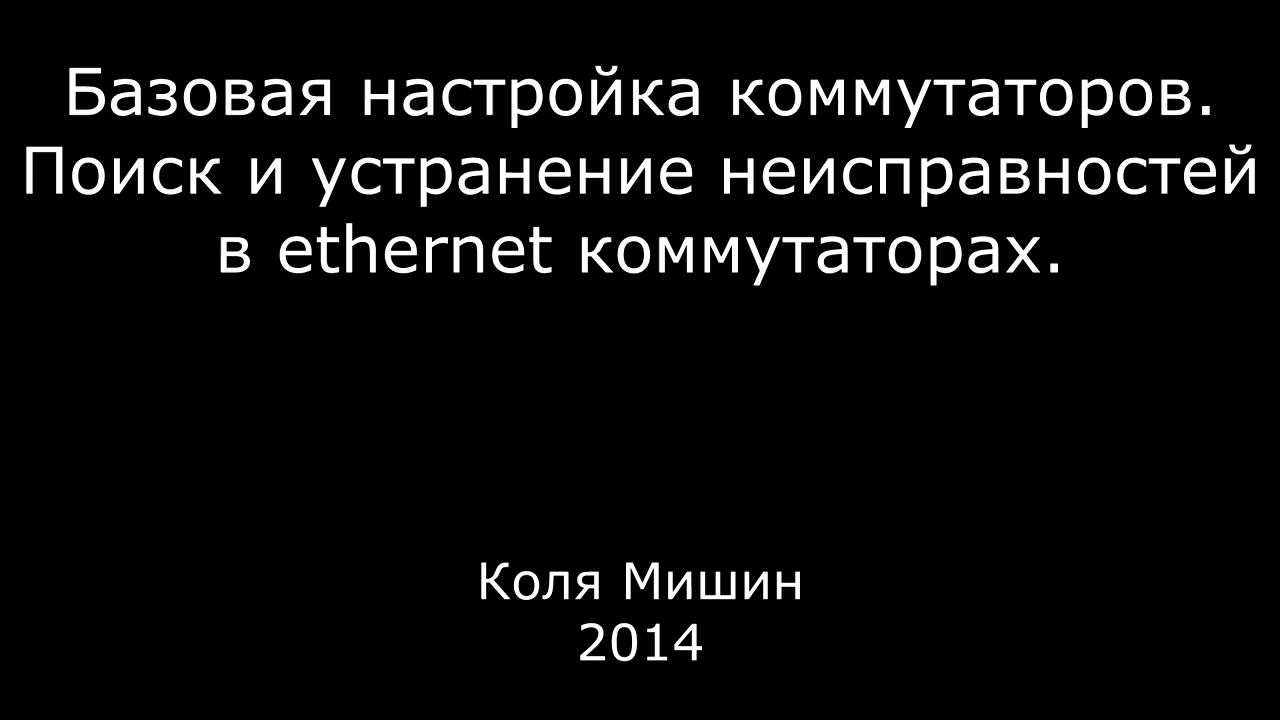 Базовая настройка коммутаторов.
Поиск и устранение неисправностей
в ethernet коммутаторах.
Коля Мишин
2014